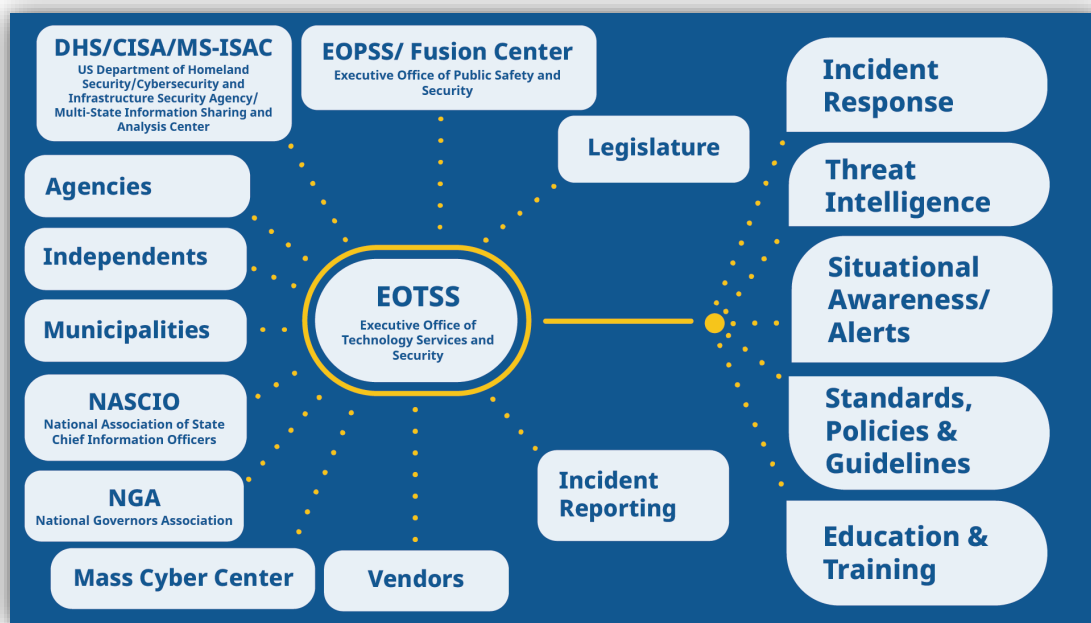 DHS/CISA/MS-ISAC
US Department of Homeland
Security/Cybersecurity and
Infrastructure Security Agency/
Multi-State Information Sharing and
Analysis Center
EOPSS/ Fusion Center
Executive Office of Public Safety and
Security
Legislature
Agencies
Independents
Municipalities
NASCIO
National Association of State
Chief Information Officers
NGA
National Governors Association
Mass Cyber Center
Vendors
Incident
Reporting
EOTSS
Executive Office of
Technology Services and
Security
Incident
Response
Threat
Intelligence
Situational
Awareness/
Alerts
Standards,
Policies &
Guidelines
Education &
Training